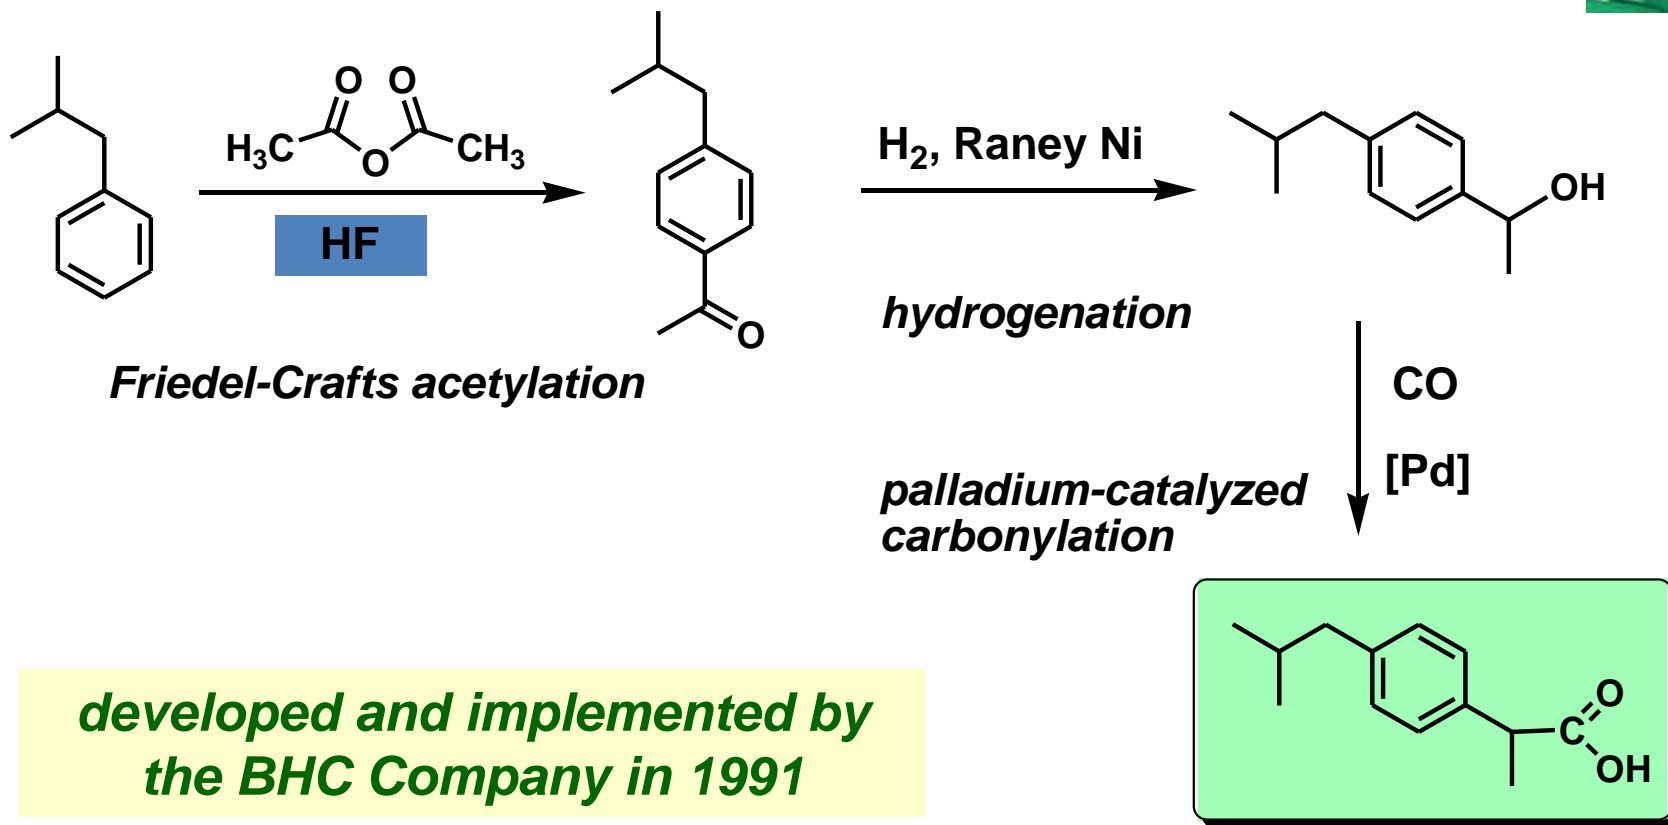 O O
H3C O CH3
HF
O
Friedel-Crafts acetylation
H2, Raney Ni
hydrogenation
OH
CO
[Pd]
palladium-catalyzed
carbonylation
developed and implemented by
the BHC Company in 1991
O
C
OH